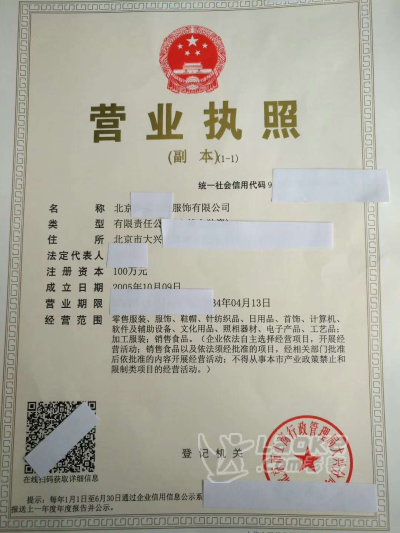 营业执照
(副 本)(1-1)
统一社会信用代码 9
名 称 北京 服饰有限公司
类 型 有限责任公
住 所 北京市大兴
法定代表人
注册资本 100万元
成立日期 2005年10月09日
营业期限 34年04月13日
经营范围 零售服装、服饰、鞋帽、针纺织品、日用品、首饰、计算机、
软件及辅助设备、文化用品、照相器材、电子产品、工艺品;
加工服装;销售食品。(企业依法自主选择经营项目,开展经
营活动;销售食品以及依法须经批准的项目,经相关部门批准
后依批准的内容开展经营活动;不得从事本市产业政策禁止和
限制类项目的经营活动。)
在线扫码获取详细信息
登记机关
提示:每年1月1日至6月30日通过企业信用信息公示系
报送上一年度年度报告并公示。